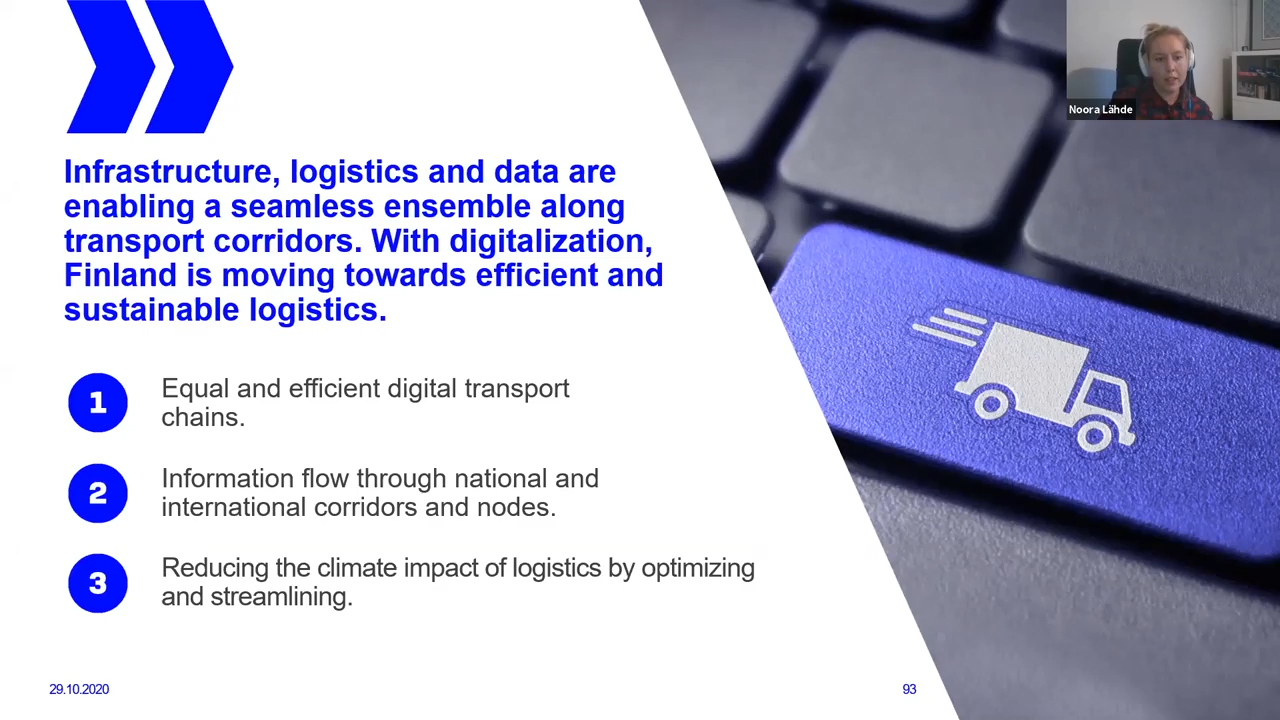 Noora Lähde
Infrastructure, logistics and data are
enabling a seamless ensemble along
transport corridors. With digitalization,
Finland is moving towards efficient and
sustainable logistics.
1
Equal and efficient digital transport
chains.
2
Information flow through national and
international corridors and nodes.
3
Reducing the climate impact of logistics by optimizing
and streamlining.
29.10.2020
93